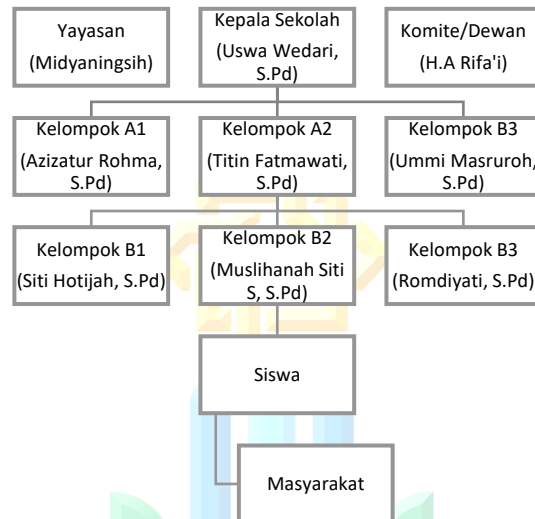 Yayasan
(Midyaningsih)
Kepala Sekolah
(Uswa Wedari,
S.Pd)
Komite/Dewan
(H.A Rifa'i)
Kelompok A1
(Azizatur Rohma,
S.Pd)
Kelompok A2
(Titin Fatmawati,
S.Pd)
Kelompok B3
(Ummi Masruroh,
S.Pd)
Kelompok B1
(Siti Hotijah, S.Pd)
Kelompok B2
(Muslihanah Siti
S, S.Pd)
Kelompok B3
(Romdiyati, S.Pd)
Siswa
Masyarakat